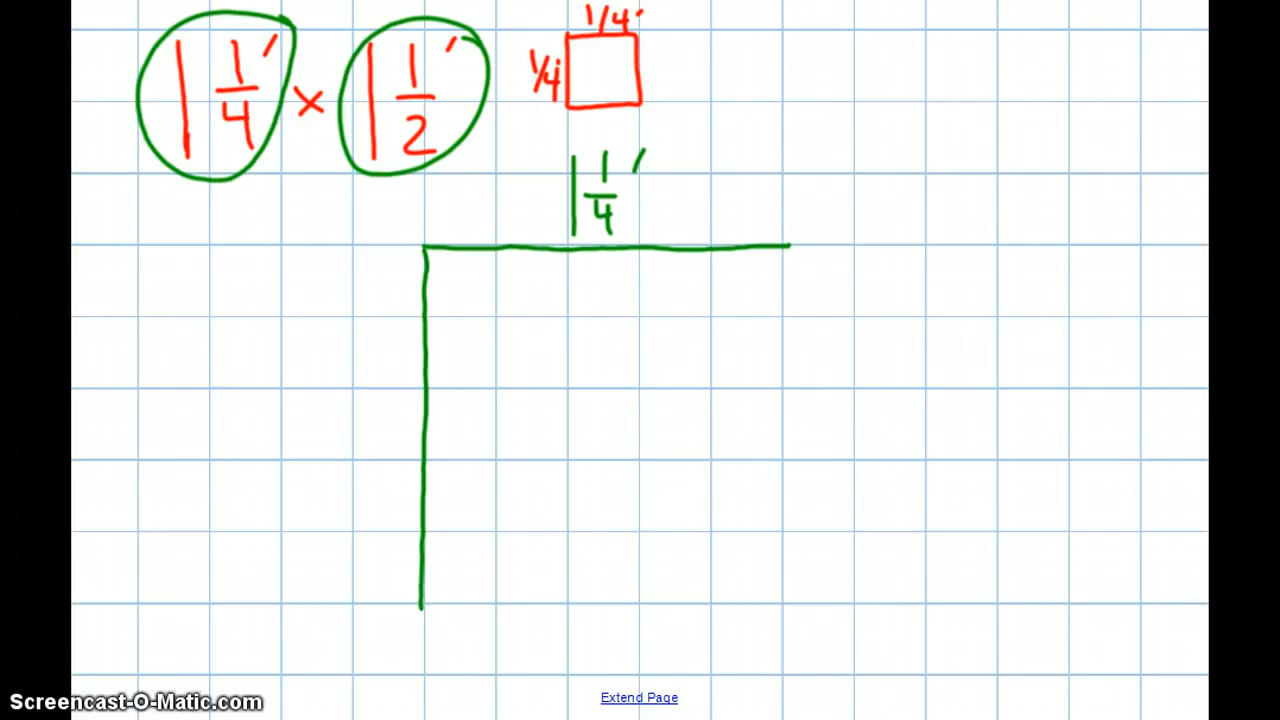 1 1/4' × 1 1/2'
1/4'
1/4'
1 1/4'
Screencast-O-Matic.com
Extend Page